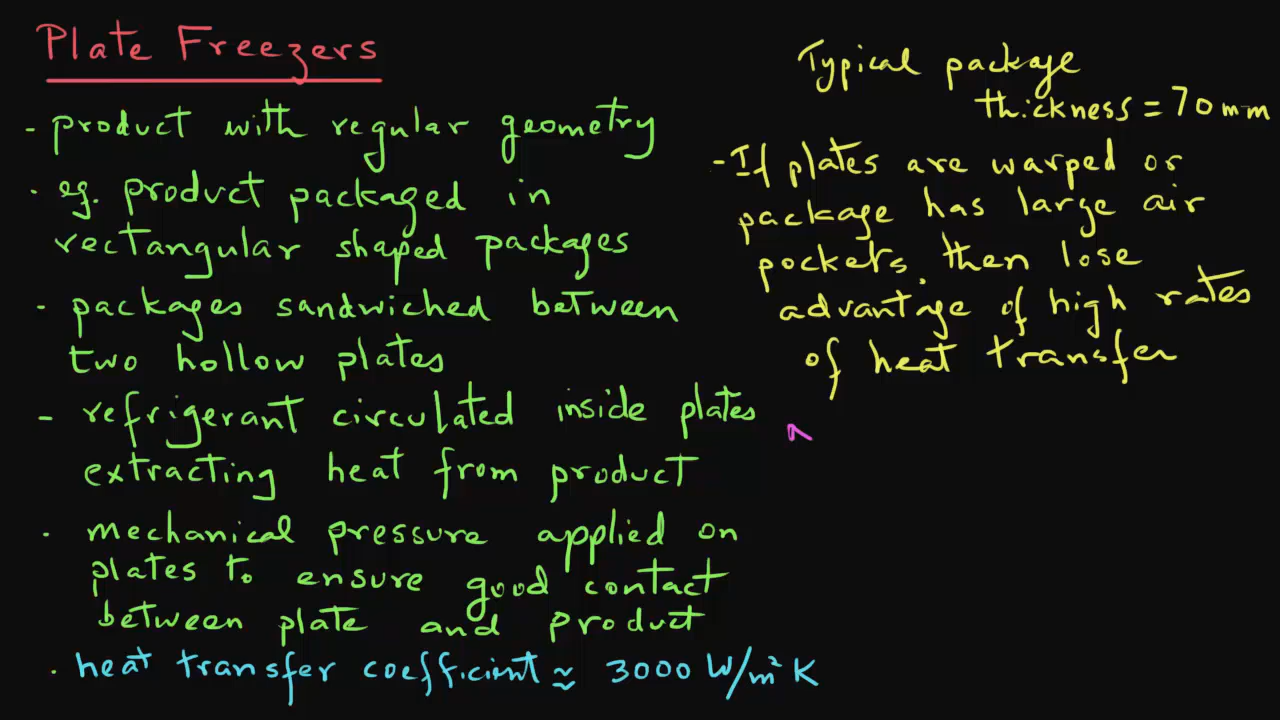 Plate Freezers
- product with regular geometry
· eg. product packaged in
rectangular shaped packages
· packages sandwiched between
two hollow plates
- refrigerant circulated inside plates
extracting heat from product
· mechanical pressure applied on
plates to ensure good contact
between plate and product
· heat transfer coefficient ≈ 3000 W/m²K
Typical package
thickness = 70 mm
- If plates are warped or
package has large air
pockets, then lose
advantage of high rates
of heat transfer